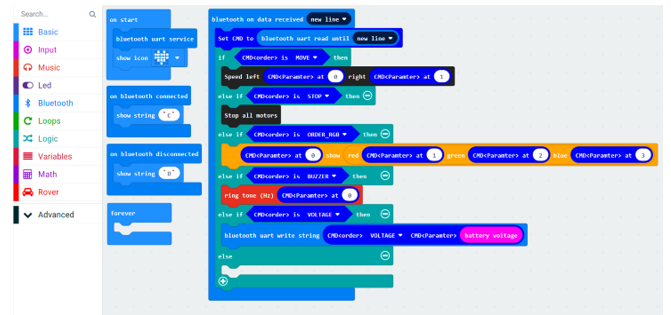 Search...
Basic
Input
Music
Led
Bluetooth
Loops
Logic
Variables
Math
Rover
Advanced
on start
bluetooth uart service
show icon
on bluetooth connected
show string "C"
on bluetooth disconnected
show string "D"
forever
bluetooth on data received new line
Set CMD to bluetooth uart read until new line
if CMD<order> is MOVE then
Speed left CMD<Paramter> at 0 right CMD<Paramter> at 1
else if CMD<order> is STOP then
Stop all motors
else if CMD<order> is ORDER_RGB then
CMD<Paramter> at 0 show red CMD<Paramter> at 1 green CMD<Paramter> at 2 blue CMD<Paramter> at 3
else if CMD<order> is BUZZER then
ring tone (Hz) CMD<Paramter> at 0
else if CMD<order> is VOLTAGE then
bluetooth uart write string CMD<order> VOLTAGE CMD<Paramter> battery voltage
else